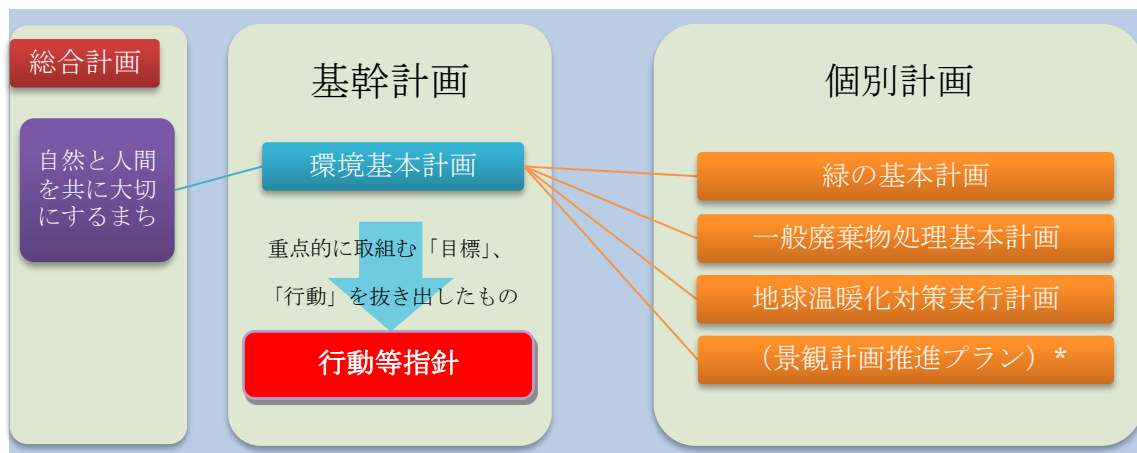 総合計画
自然と人間
を共に大切
にするまち
基幹計画
環境基本計画
重点的に取組む「目標」、
「行動」を抜き出したもの
行動等指針
個別計画
緑の基本計画
一般廃棄物処理基本計画
地球温暖化対策実行計画
（景観計画推進プラン）*